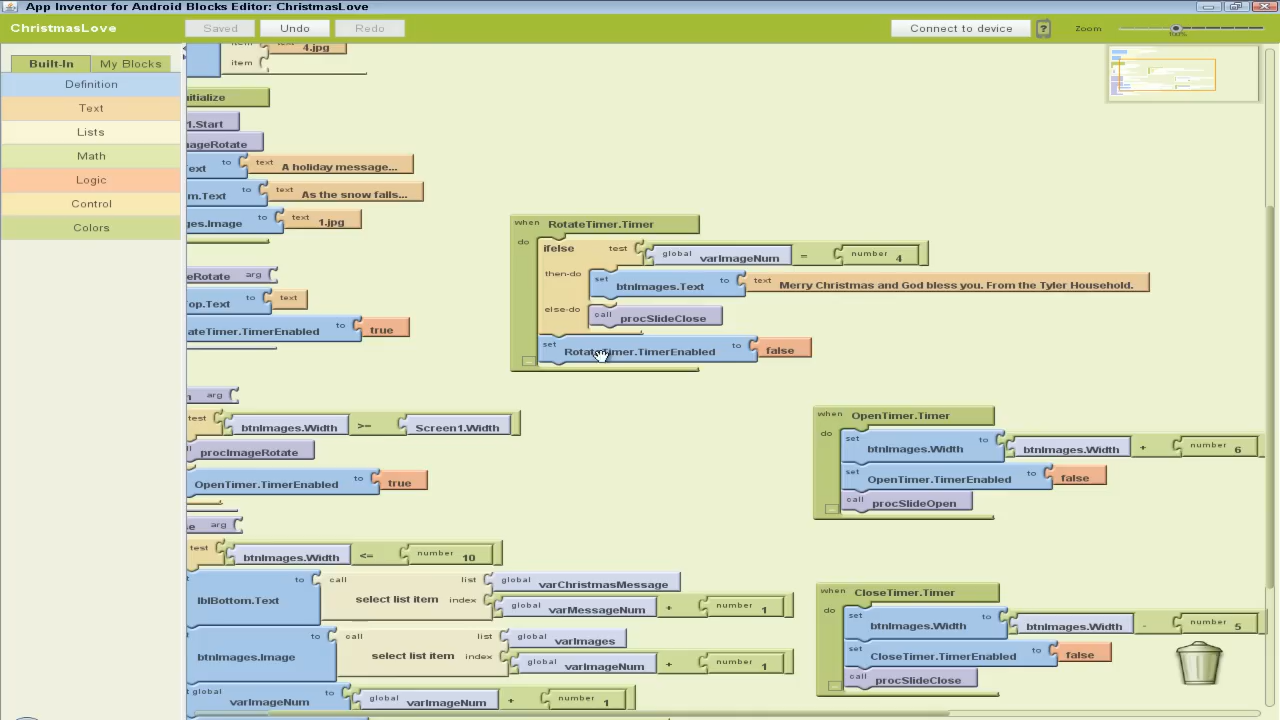 App Inventor for Android Blocks Editor: ChristmasLove
ChristmasLove
Saved
Undo
Redo
Connect to device
?
Zoom
100%
Built-In
My Blocks
Definition
Text
Lists
Math
Logic
Control
Colors
item text 4.jpg
item
nitialize
1.Start
nageRotate
ext to text A holiday message...
m.Text to text As the snow falls...
ges.Image to text 1.jpg
eRotate arg
op.Text to text
ateTimer.TimerEnabled to true
n arg
test btnImages.Width >= Screen1.Width
procImageRotate
OpenTimer.TimerEnabled to true
e arg
test btnImages.Width <= number 10
lblBottom.Text to call select list item list global varChristmasMessage
index global varMessageNum + number 1
btnImages.Image to call select list item list global varImages
index global varImageNum + number 1
global varImageNum to global varImageNum + number 1
when RotateTimer.Timer
do ifelse test global varImageNum = number 4
then-do set btnImages.Text to text Merry Christmas and God bless you. From the Tyler Household.
else-do call procSlideClose
set RotateTimer.TimerEnabled to false
when OpenTimer.Timer
do set btnImages.Width to btnImages.Width + number 6
set OpenTimer.TimerEnabled to false
call procSlideOpen
when CloseTimer.Timer
do set btnImages.Width to btnImages.Width - number 5
set CloseTimer.TimerEnabled to false
call procSlideClose